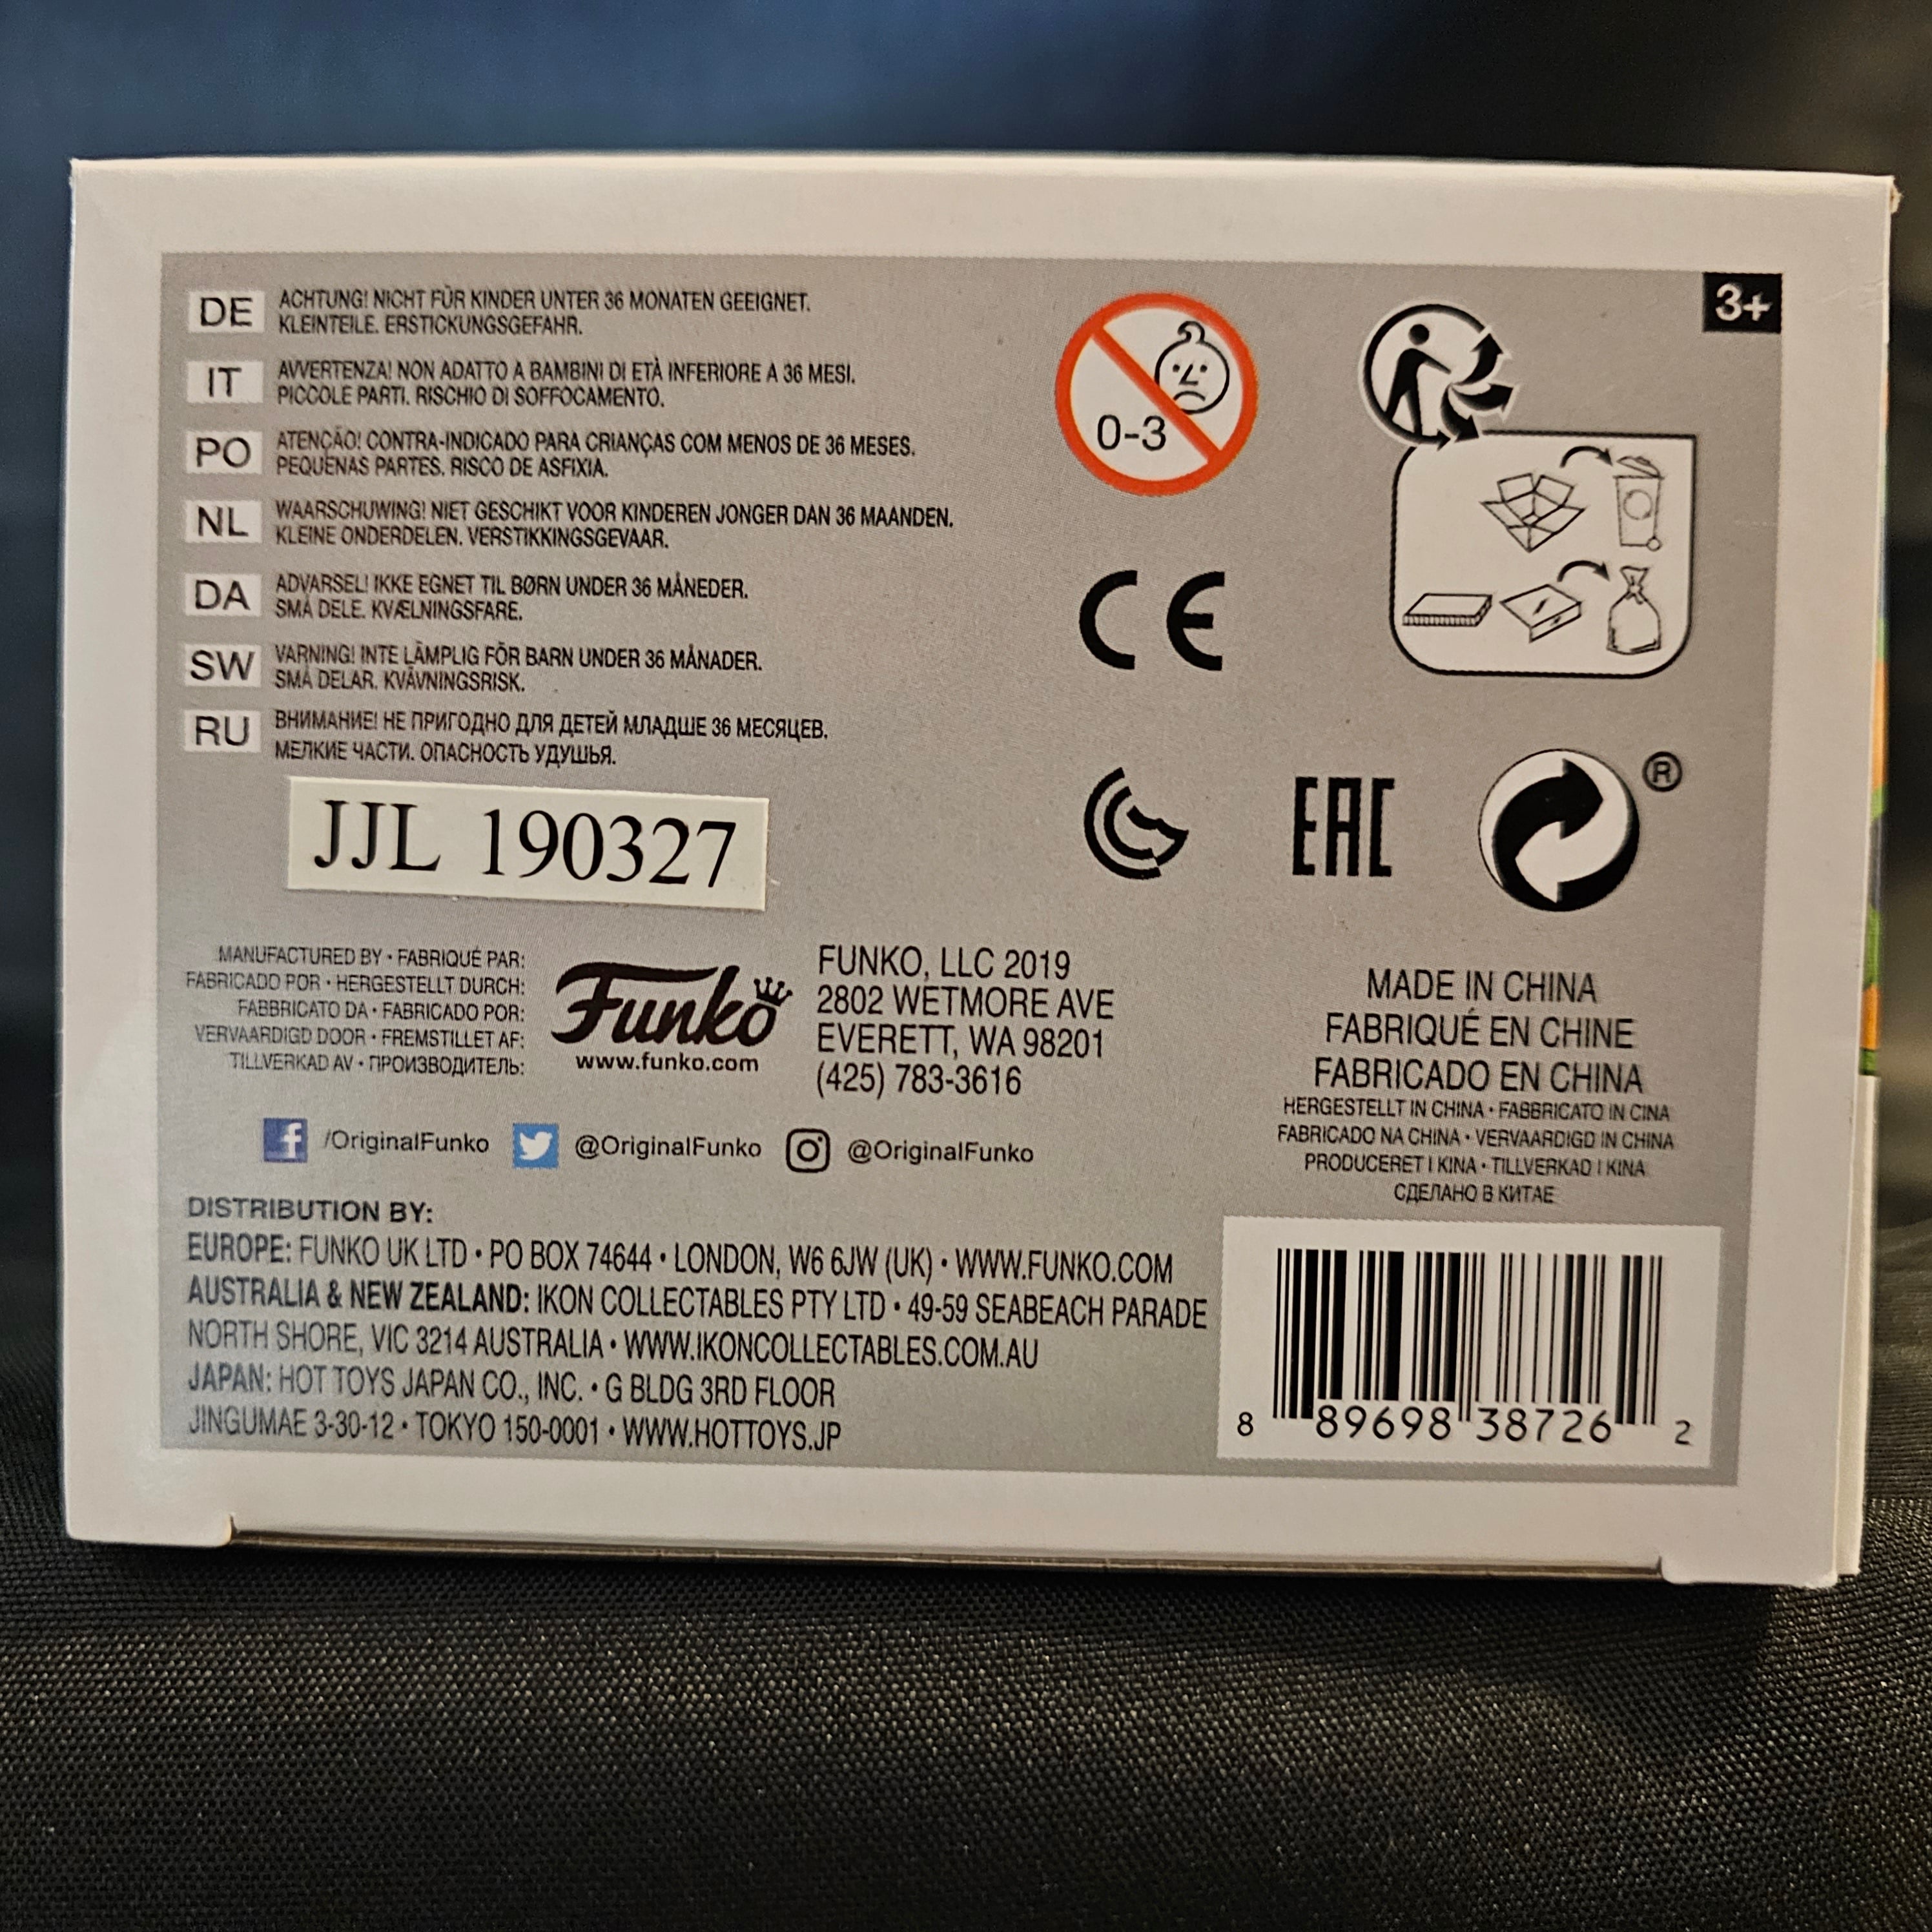 DE
ACHTUNG! NICHT FÜR KINDER UNTER 36 MONATEN GEEIGNET.
KLEINTEILE. ERSTICKUNGSGEFAHR.
IT
AVVERTENZA! NON ADATTO A BAMBINI DI ETÀ INFERIORE A 36 MESI.
PICCOLE PARTI. RISCHIO DI SOFFOCAMENTO.
PO
ATENÇÃO! CONTRA-INDICADO PARA CRIANÇAS COM MENOS DE 36 MESES.
PEQUENAS PARTES. RISCO DE ASFIXIA.
NL
WAARSCHUWING! NIET GESCHIKT VOOR KINDEREN JONGER DAN 36 MAANDEN.
KLEINE ONDERDELEN. VERSTIKKINGSGEVAAR.
DA
ADVARSEL! IKKE EGNET TIL BØRN UNDER 36 MÅNEDER.
SMÅ DELE. KVÆLNINGSFARE.
SW
VARNING! INTE LÄMPLIG FÖR BARN UNDER 36 MÅNADER.
SMÅ DELAR. KVÄVNINGSRISK.
RU
ВНИМАНИЕ! НЕ ПРИГОДНО ДЛЯ ДЕТЕЙ МЛАДШЕ 36 МЕСЯЦЕВ.
МЕЛКИЕ ЧАСТИ. ОПАСНОСТЬ УДУШЬЯ.
0-3
3+
CE
EAC
®
JJL 190327
MANUFACTURED BY • FABRIQUÉ PAR:
FABRICADO POR • HERGESTELLT DURCH:
FABBRICATO DA • FABRICADO POR:
VERVAARDIGD DOOR • FREMSTILLET AF:
TILLVERKAD AV • ПРОИЗВОДИТЕЛЬ:
Funko
www.funko.com
FUNKO, LLC 2019
2802 WETMORE AVE
EVERETT, WA 98201
(425) 783-3616
MADE IN CHINA
FABRIQUÉ EN CHINE
FABRICADO EN CHINA
HERGESTELLT IN CHINA • FABBRICATO IN CINA
FABRICADO NA CHINA • VERVAARDIGD IN CHINA
PRODUCERET I KINA • TILLVERKAD I KINA
СДЕЛАНО В КИТАЕ
f /OriginalFunko @OriginalFunko @OriginalFunko
DISTRIBUTION BY:
EUROPE: FUNKO UK LTD • PO BOX 74644 • LONDON, W6 6JW (UK) • WWW.FUNKO.COM
AUSTRALIA & NEW ZEALAND: IKON COLLECTABLES PTY LTD • 49-59 SEABEACH PARADE
NORTH SHORE, VIC 3214 AUSTRALIA • WWW.IKONCOLLECTABLES.COM.AU
JAPAN: HOT TOYS JAPAN CO., INC. • G BLDG 3RD FLOOR
JINGUMAE 3-30-12 • TOKYO 150-0001 • WWW.HOTTOYS.JP
8 89698 38726 2